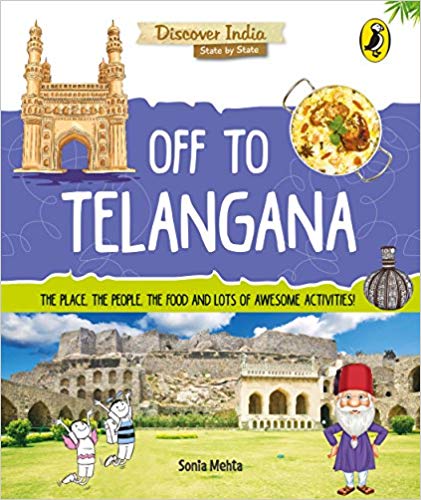 Discover India
State by State
OFF TO
TELANGANA
THE PLACE, THE PEOPLE, THE FOOD AND LOTS OF AWESOME ACTIVITIES!
Sonia Mehta